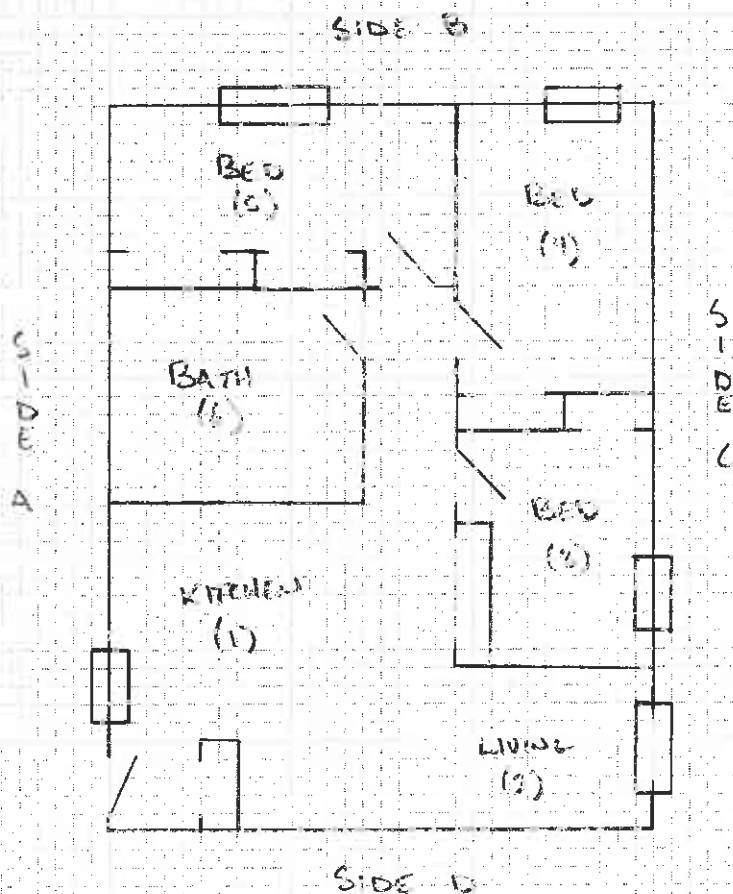 SIDE B
BED
(5)
BED
(4)
SIDE A
SIDE C
BATH
(6)
BED
(3)
KITCHEN
(1)
LIVING
(2)
SIDE D